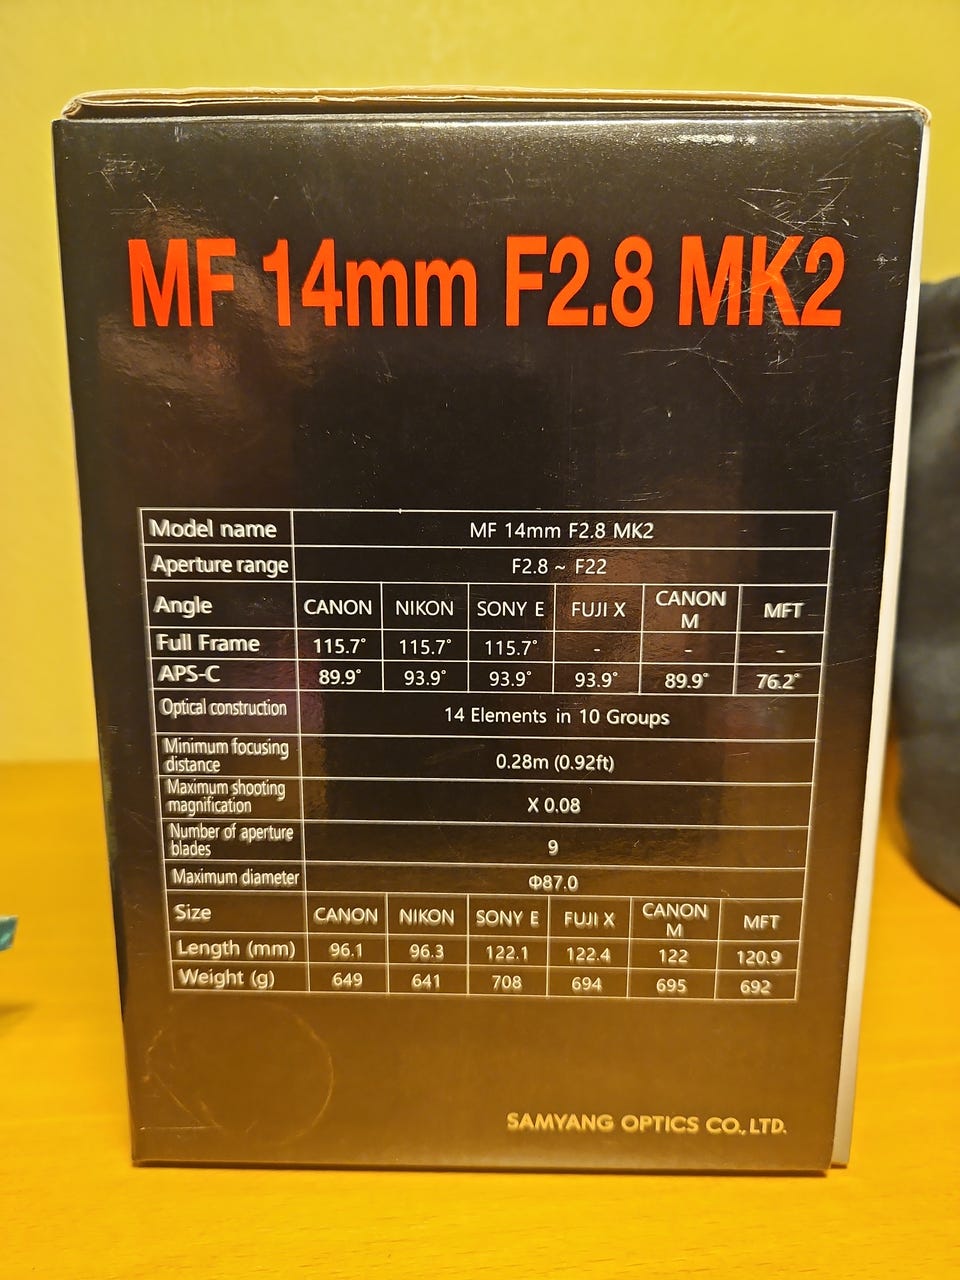 MF 14mm F2.8 MK2
Model name MF 14mm F2.8 MK2
Aperture range F2.8 ~ F22
Angle CANON NIKON SONY E FUJI X CANON M MFT
Full Frame 115.7° 115.7° 115.7° - - -
APS-C 89.9° 93.9° 93.9° 93.9° 89.9° 76.2°
Optical construction 14 Elements in 10 Groups
Minimum focusing distance 0.28m (0.92ft)
Maximum shooting magnification X 0.08
Number of aperture blades 9
Maximum diameter Φ87.0
Size CANON NIKON SONY E FUJI X CANON M MFT
Length (mm) 96.1 96.3 122.1 122.4 122 120.9
Weight (g) 649 641 708 694 695 692
SAMYANG OPTICS CO., LTD.